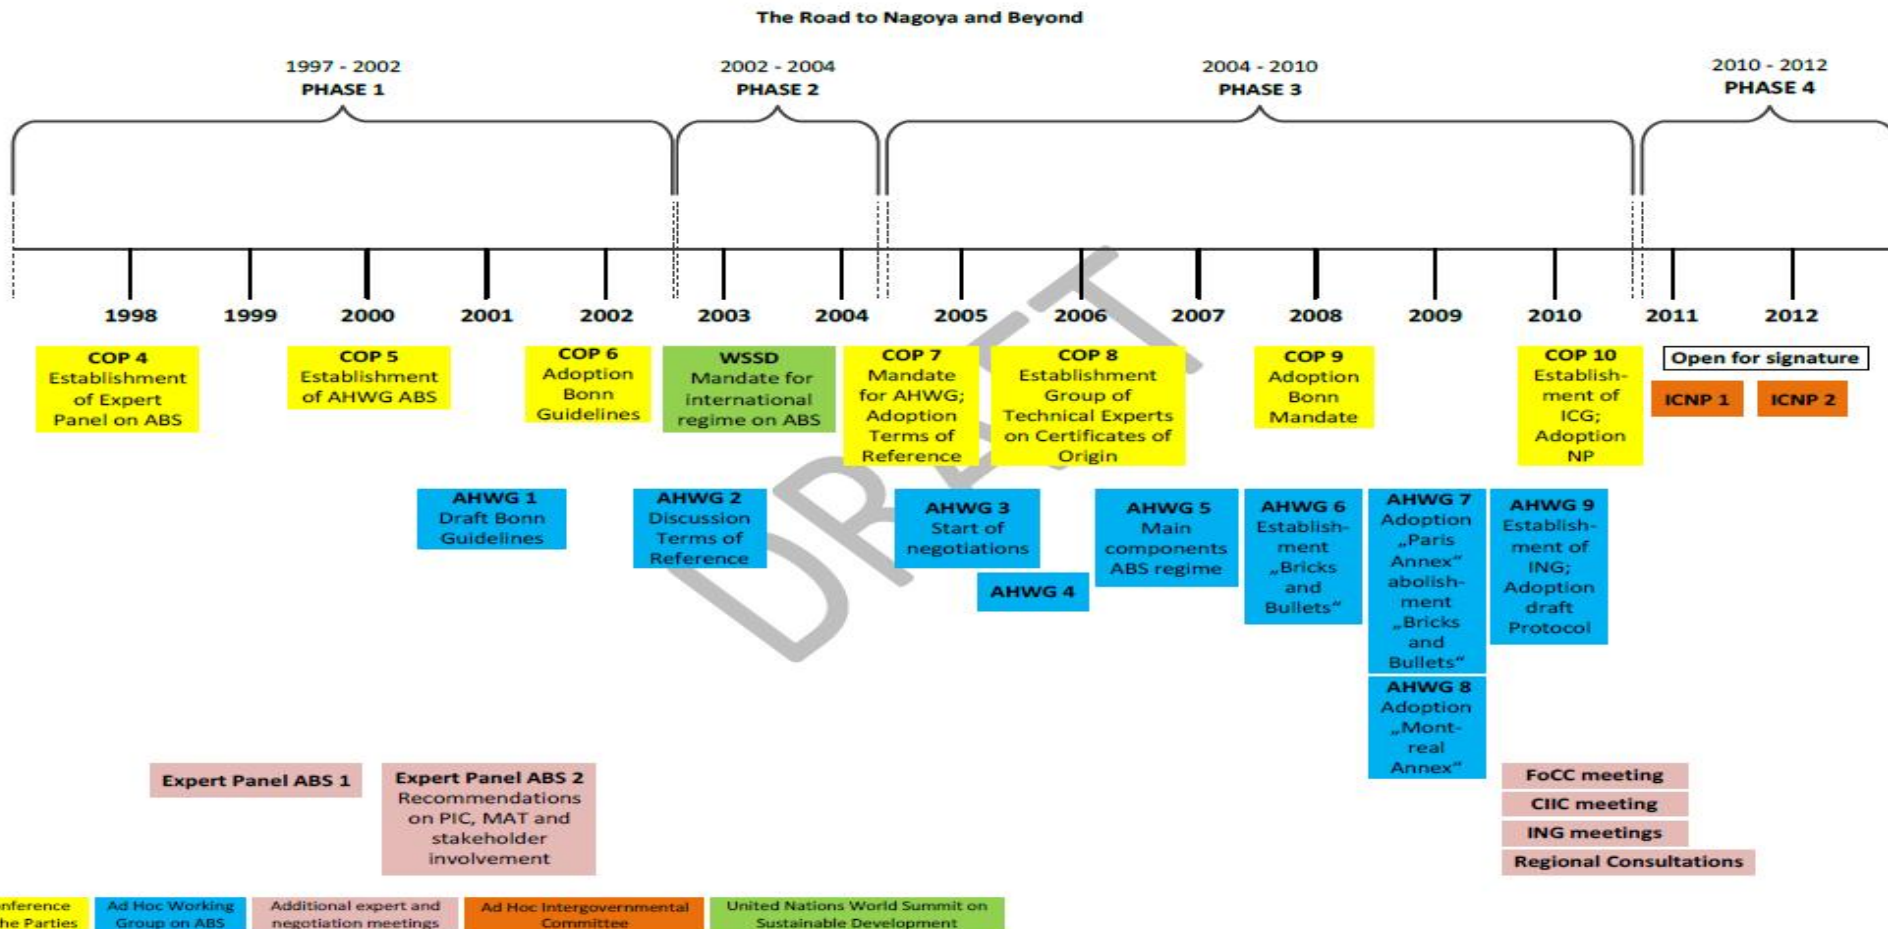 The Road to Nagoya and Beyond
1997 - 2002
PHASE 1
2002 - 2004
PHASE 2
2004 - 2010
PHASE 3
2010 - 2012
PHASE 4
1998
1999
2000
2001
2002
2003
2004
2005
2006
2007
2008
2009
2010
2011
2012
COP 4
Establishment
of Expert
Panel on ABS
COP 5
Establishment
of AHWG ABS
COP 6
Adoption
Bonn
Guidelines
WSSD
Mandate for
international
regime on ABS
COP 7
Mandate
for AHWG;
Adoption
Terms of
Reference
COP 8
Establishment
Group of
Technical Experts
on Certificates of
Origin
COP 9
Adoption
Bonn
Mandate
COP 10
Establish-
ment of
ICG;
Adoption
NP
Open for signature
ICNP 1
ICNP 2
AHWG 1
Draft Bonn
Guidelines
AHWG 2
Discussion
Terms of
Reference
AHWG 3
Start of
negotiations
AHWG 4
AHWG 5
Main
components
ABS regime
AHWG 6
Establish-
ment
„Bricks
and
Bullets“
AHWG 7
Adoption
„Paris
Annex“
abolish-
ment
„Bricks
and
Bullets“
AHWG 8
Adoption
„Mont-
real
Annex“
AHWG 9
Establish-
ment of
ING;
Adoption
draft
Protocol
DRAFT
Expert Panel ABS 1
Expert Panel ABS 2
Recommendations
on PIC, MAT and
stakeholder
involvement
FoCC meeting
CIIC meeting
ING meetings
Regional Consultations
nference
he Parties
Ad Hoc Working
Group on ABS
Additional expert and
negotiation meetings
Ad Hoc Intergovernmental
Committee
United Nations World Summit on
Sustainable Development